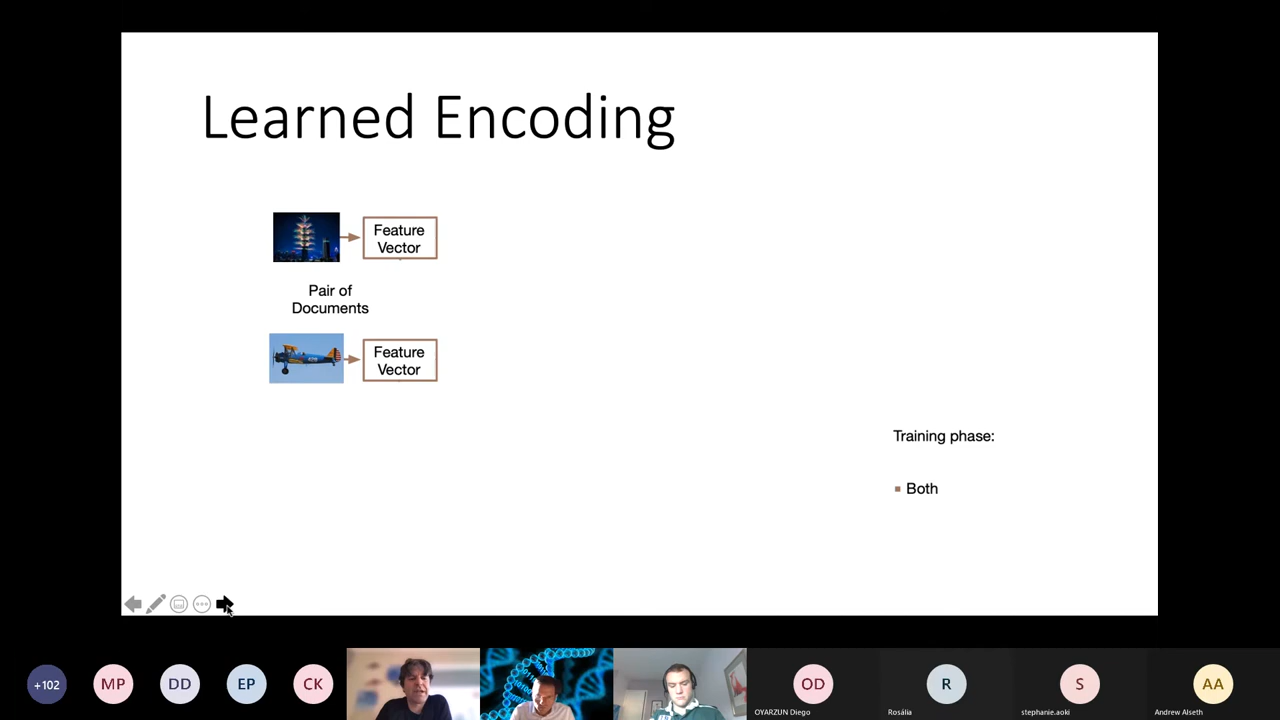 Learned Encoding
Feature
Vector
Pair of
Documents
Feature
Vector
Training phase:
Both
+102
MP
DD
EP
CK
OD
OYARZUN Diego
R
Rosália
S
stephanie.aoki
AA
Andrew Alseth